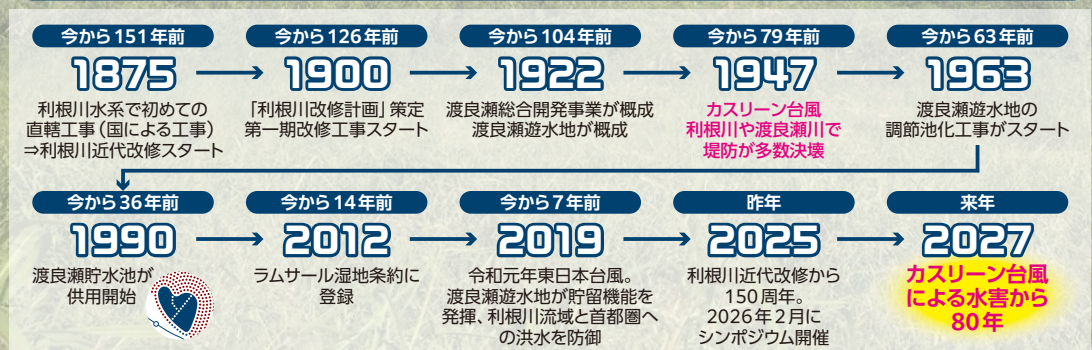 今から151年前
1875
利根川水系で初めての
直轄工事(国による工事)
⇒利根川近代改修スタート
今から126年前
1900
「利根川改修計画」策定
第一期改修工事スタート
今から104年前
1922
渡良瀬総合開発事業が概成
渡良瀬遊水地が概成
今から79年前
1947
カスリーン台風
利根川や渡良瀬川で
堤防が多数決壊
今から63年前
1963
渡良瀬遊水地の
調節池化工事がスタート
今から36年前
1990
渡良瀬貯水池が
供用開始
今から14年前
2012
ラムサール湿地条約に
登録
今から7年前
2019
令和元年東日本台風。
渡良瀬遊水地が貯留機能を
発揮、利根川流域と首都圏へ
の洪水を防御
昨年
2025
利根川近代改修から
150周年。
2026年2月に
シンポジウム開催
来年
2027
カスリーン台風
による水害から
80年